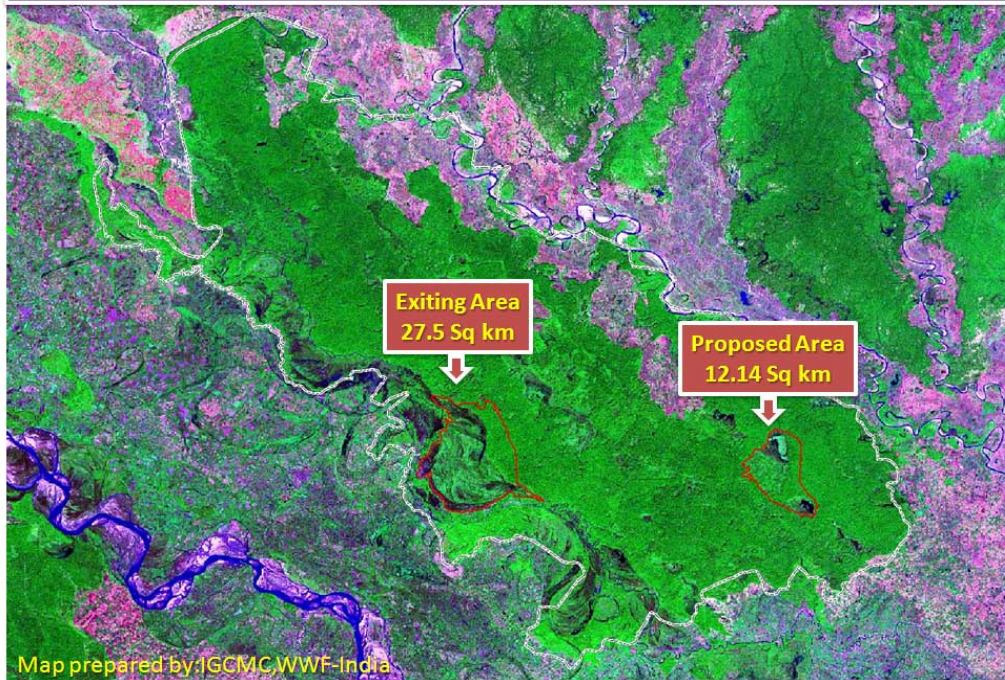 Exiting Area
27.5 Sq km
Proposed Area
12.14 Sq km
Map prepared by:IGCMC,WWF-India